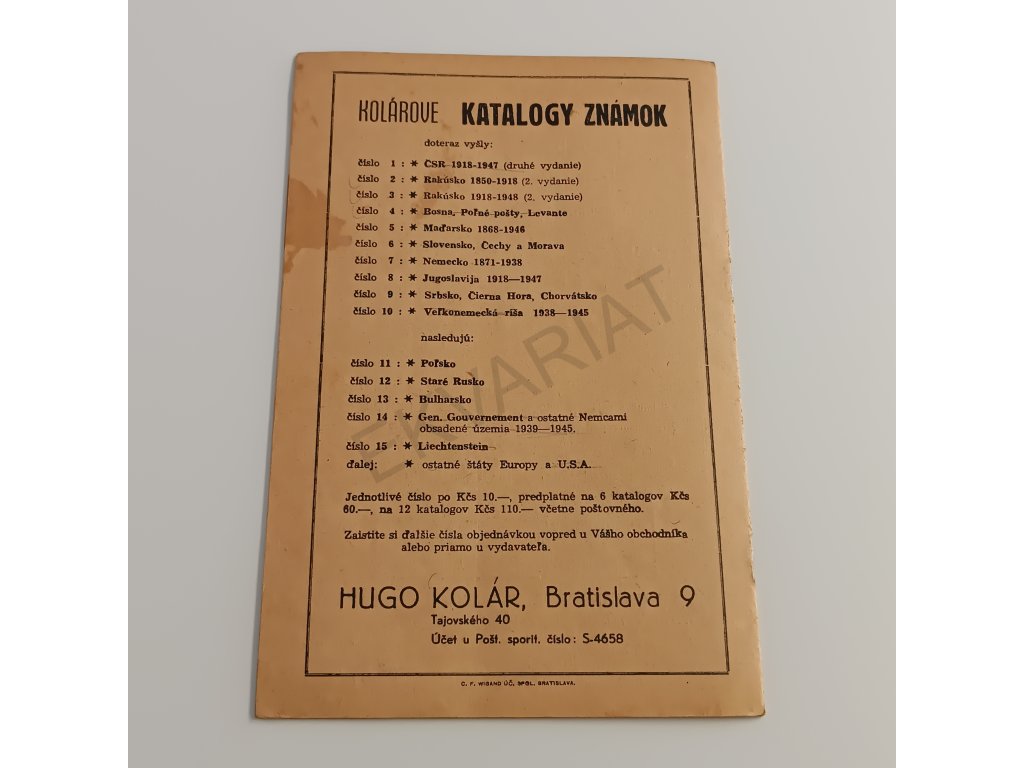 KOLÁROVE KATALOGY ZNÁMOK
doteraz vyšly:
číslo 1 : * ČSR 1918-1947 (druhé vydanie)
číslo 2 : * Rakúsko 1850-1918 (2. vydanie)
číslo 3 : * Rakúsko 1918-1948 (2. vydanie)
číslo 4 : * Bosna, Poľné pošty, Levante
číslo 5 : * Maďarsko 1868-1946
číslo 6 : * Slovensko, Čechy a Morava
číslo 7 : * Nemecko 1871-1938
číslo 8 : * Jugoslavija 1918—1947
číslo 9 : * Srbsko, Čierna Hora, Chorvátsko
číslo 10 : * Veľkonemecká ríša 1938—1945
nasledujú:
číslo 11 : * Poľsko
číslo 12 : * Staré Rusko
číslo 13 : * Bulharsko
číslo 14 : * Gen. Gouvernement a ostatné Nemcami
obsadené územia 1939—1945.
číslo 15 : * Liechtenstein
ďalej: * ostatné štáty Europy a U.S.A.
Jednotlivé číslo po Kčs 10.—, predplatné na 6 katalogov Kčs
60.—, na 12 katalogov Kčs 110.— včetne poštovného.
Zaistite si ďalšie čísla objednávkou vopred u Vášho obchodníka
alebo priamo u vydavateľa.
HUGO KOLÁR, Bratislava 9
Tajovského 40
Účet u Pošt. sporit. číslo: S-4658
C. F. WIGAND ÚČ. SPOL. BRATISLAVA.
EKVARIAT